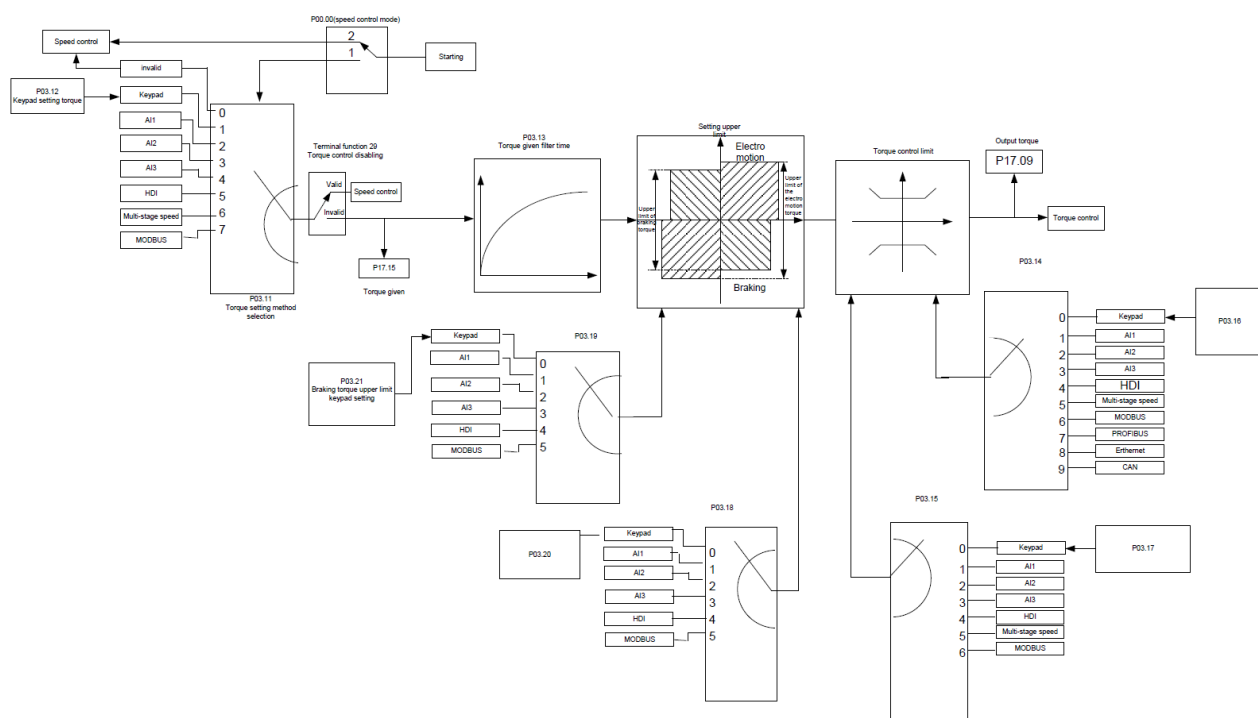 P00.00(speed control mode)
Speed control
2
1
Starting
invalid
P03.12
Keypad setting torque
Keypad
AI1
AI2
AI3
HDI
Multi-stage speed
MODBUS
0
1
2
3
4
5
6
7
P03.11
Torque setting method
selection
Terminal function 29
Torque control disabling
Valid
Invalid
Speed control
P17.15
Torque given
P03.13
Torque given filter time
Setting upper
limit
Electro
motion
Upper
limit of
braking
torque
Upper
limit of
the
electro
motion
torque
Braking
Torque control limit
Output torque
P17.09
Torque control
P03.14
0
1
2
3
4
5
6
7
8
9
Keypad
AI1
AI2
AI3
HDI
Multi-stage speed
MODBUS
PROFIBUS
Erthernet
CAN
P03.16
P03.19
P03.21
Braking torque upper limit
keypad setting
Keypad
AI1
AI2
AI3
HDI
MODBUS
0
1
2
3
4
5
P03.18
P03.20
Keypad
AI1
AI2
AI3
HDI
MODBUS
0
1
2
3
4
5
P03.15
0
1
2
3
4
5
6
Keypad
AI1
AI2
AI3
HDI
Multi-stage speed
MODBUS
P03.17